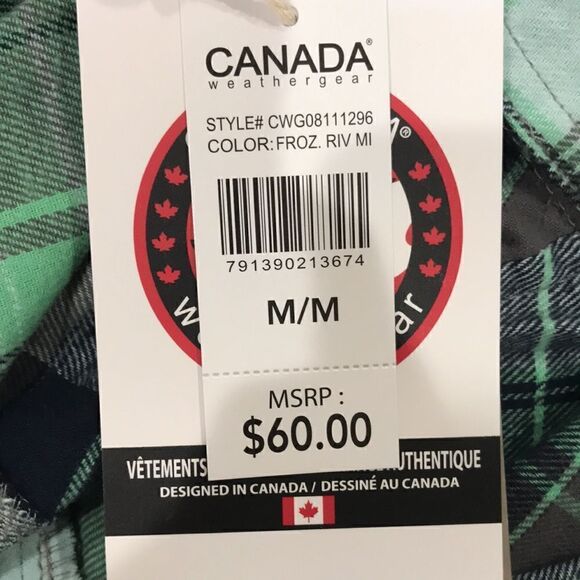 CANADA®
weathergear
STYLE# CWG08111296
COLOR: FROZ. RIV MI
791390213674
M/M
MSRP :
$60.00
VÊTEMENTS AUTHENTIQUE
DESIGNED IN CANADA / DESSINÉ AU CANADA